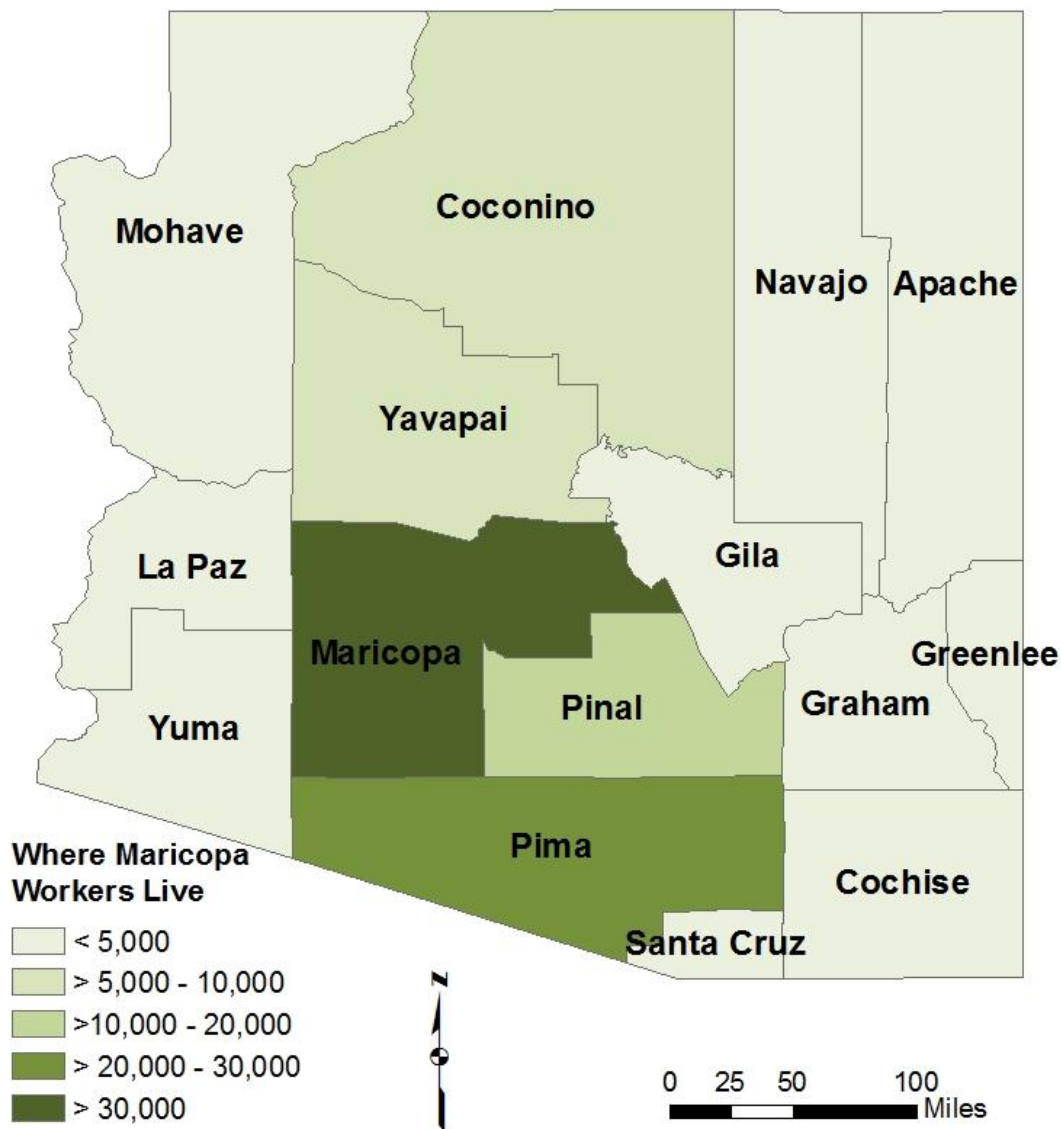 Coconino
Mohave
Navajo
Apache
Yavapai
La Paz
Gila
Maricopa
Greenlee
Pinal
Graham
Yuma
Pima
Cochise
Santa Cruz
Where Maricopa
Workers Live
< 5,000
> 5,000 - 10,000
>10,000 - 20,000
> 20,000 - 30,000
> 30,000
N
0 25 50 100
Miles